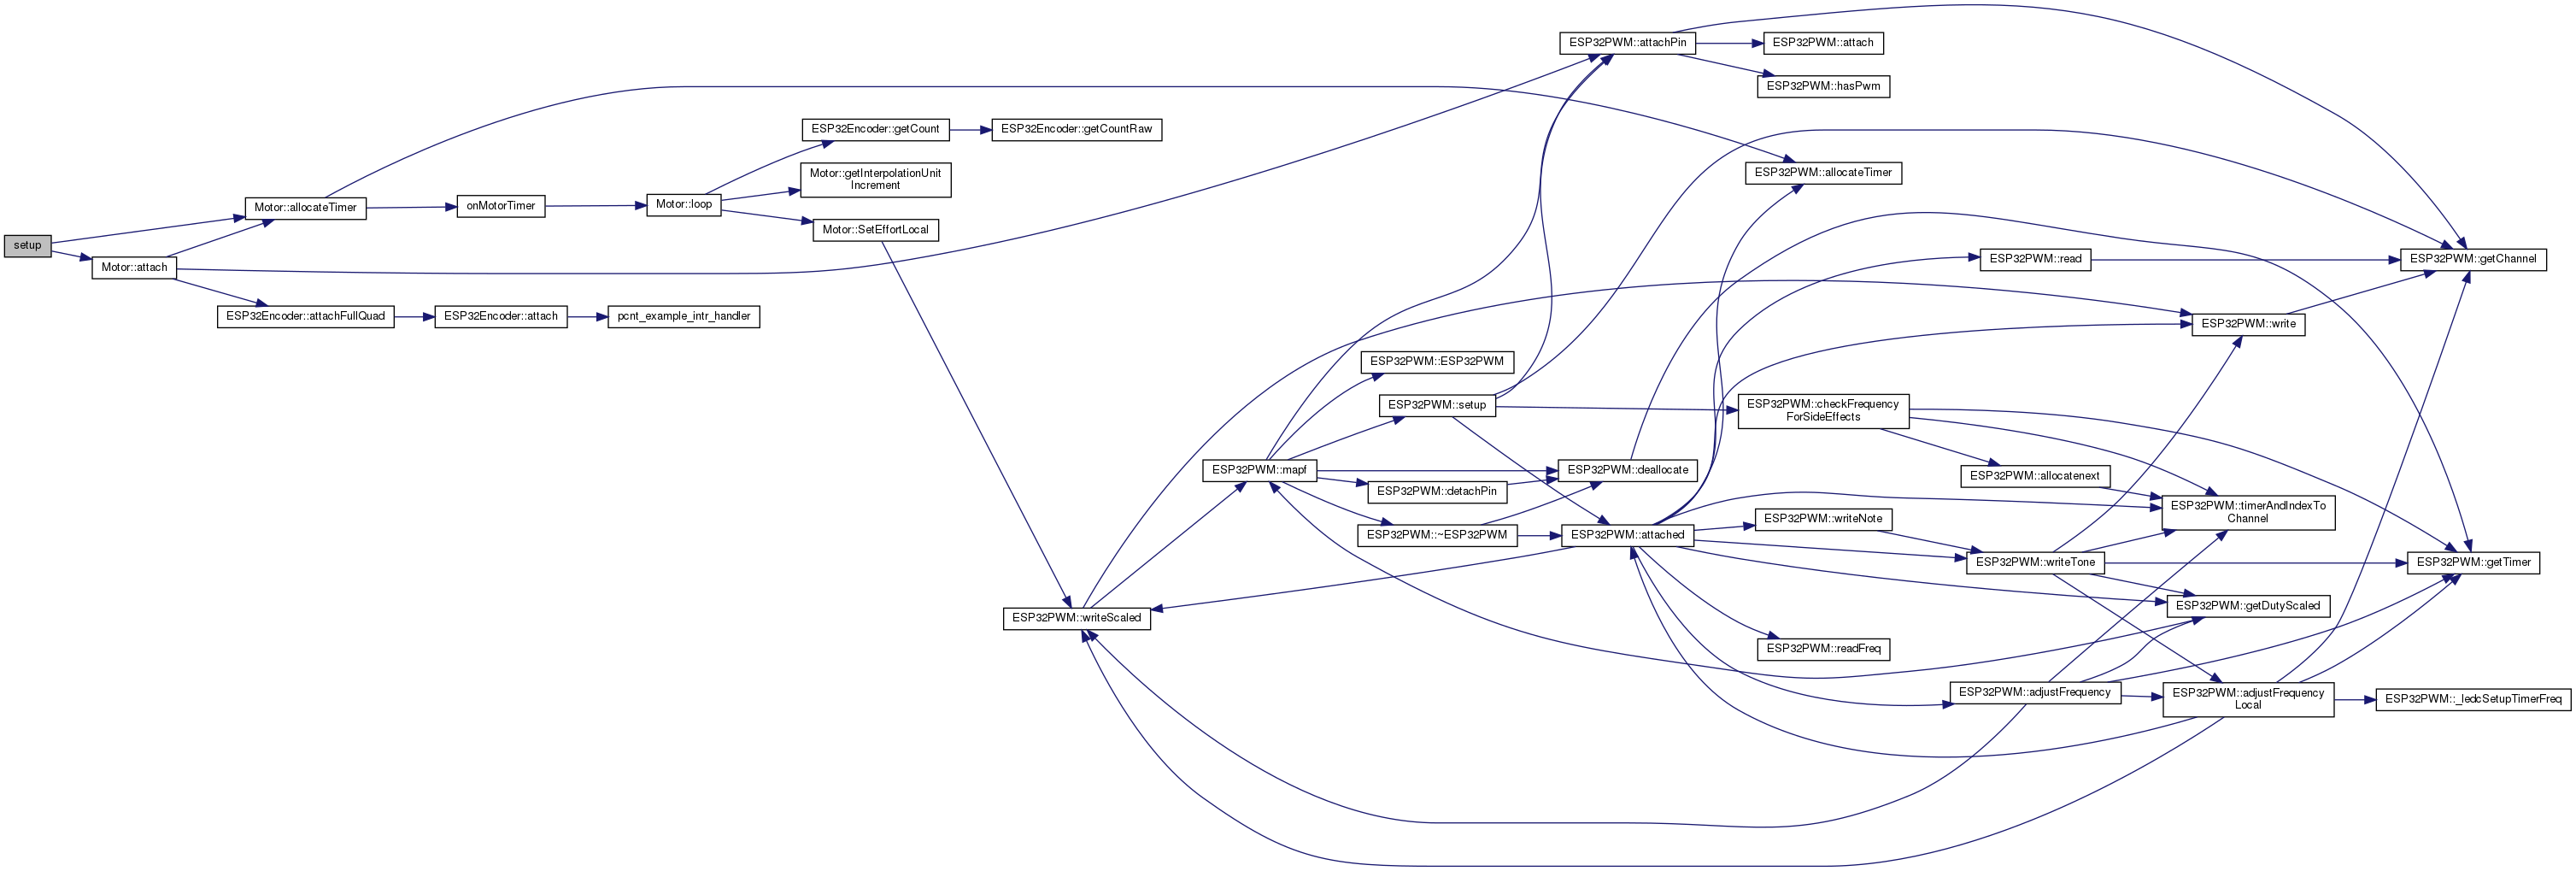 setup
Motor::allocateTimer
Motor::attach
onMotorTimer
ESP32Encoder::attachFullQuad
ESP32Encoder::attach
pcnt_example_intr_handler
Motor::loop
ESP32Encoder::getCount
ESP32Encoder::getCountRaw
Motor::getInterpolationUnit
Increment
Motor::SetEffortLocal
ESP32PWM::writeScaled
ESP32PWM::mapf
ESP32PWM::ESP32PWM
ESP32PWM::setup
ESP32PWM::detachPin
ESP32PWM::~ESP32PWM
ESP32PWM::attachPin
ESP32PWM::attach
ESP32PWM::hasPwm
ESP32PWM::allocateTimer
ESP32PWM::deallocate
ESP32PWM::attached
ESP32PWM::checkFrequency
ForSideEffects
ESP32PWM::writeNote
ESP32PWM::readFreq
ESP32PWM::read
ESP32PWM::allocatenext
ESP32PWM::writeTone
ESP32PWM::adjustFrequency
ESP32PWM::write
ESP32PWM::timerAndIndexTo
Channel
ESP32PWM::getDutyScaled
ESP32PWM::adjustFrequency
Local
ESP32PWM::getChannel
ESP32PWM::getTimer
ESP32PWM::_ledcSetupTimerFreq